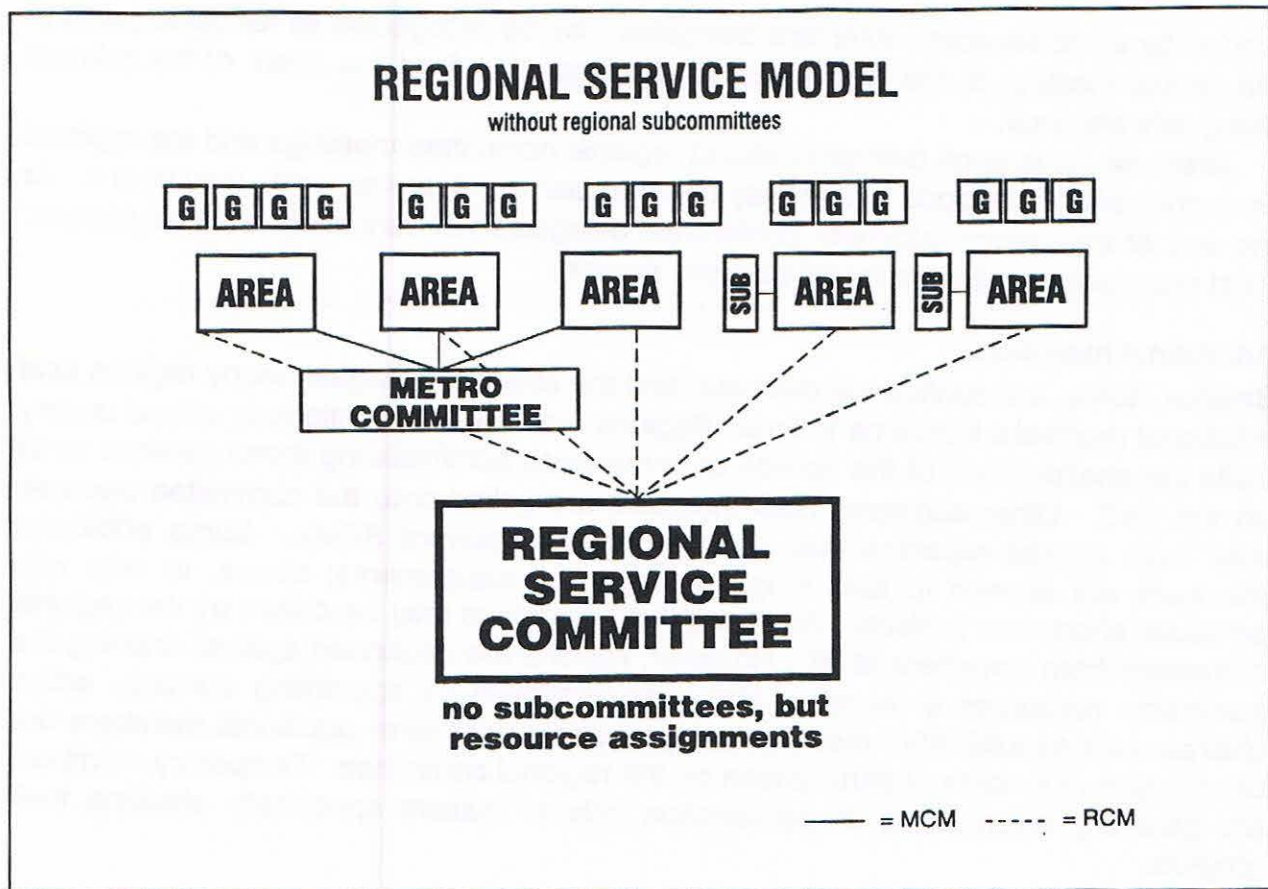 REGIONAL SERVICE MODEL
without regional subcommittees
G G G G G G G G G G G G G G G G
AREA AREA AREA SUB AREA SUB AREA
METRO
COMMITTEE
REGIONAL
SERVICE
COMMITTEE
no subcommittees, but
resource assignments
= MCM = RCM